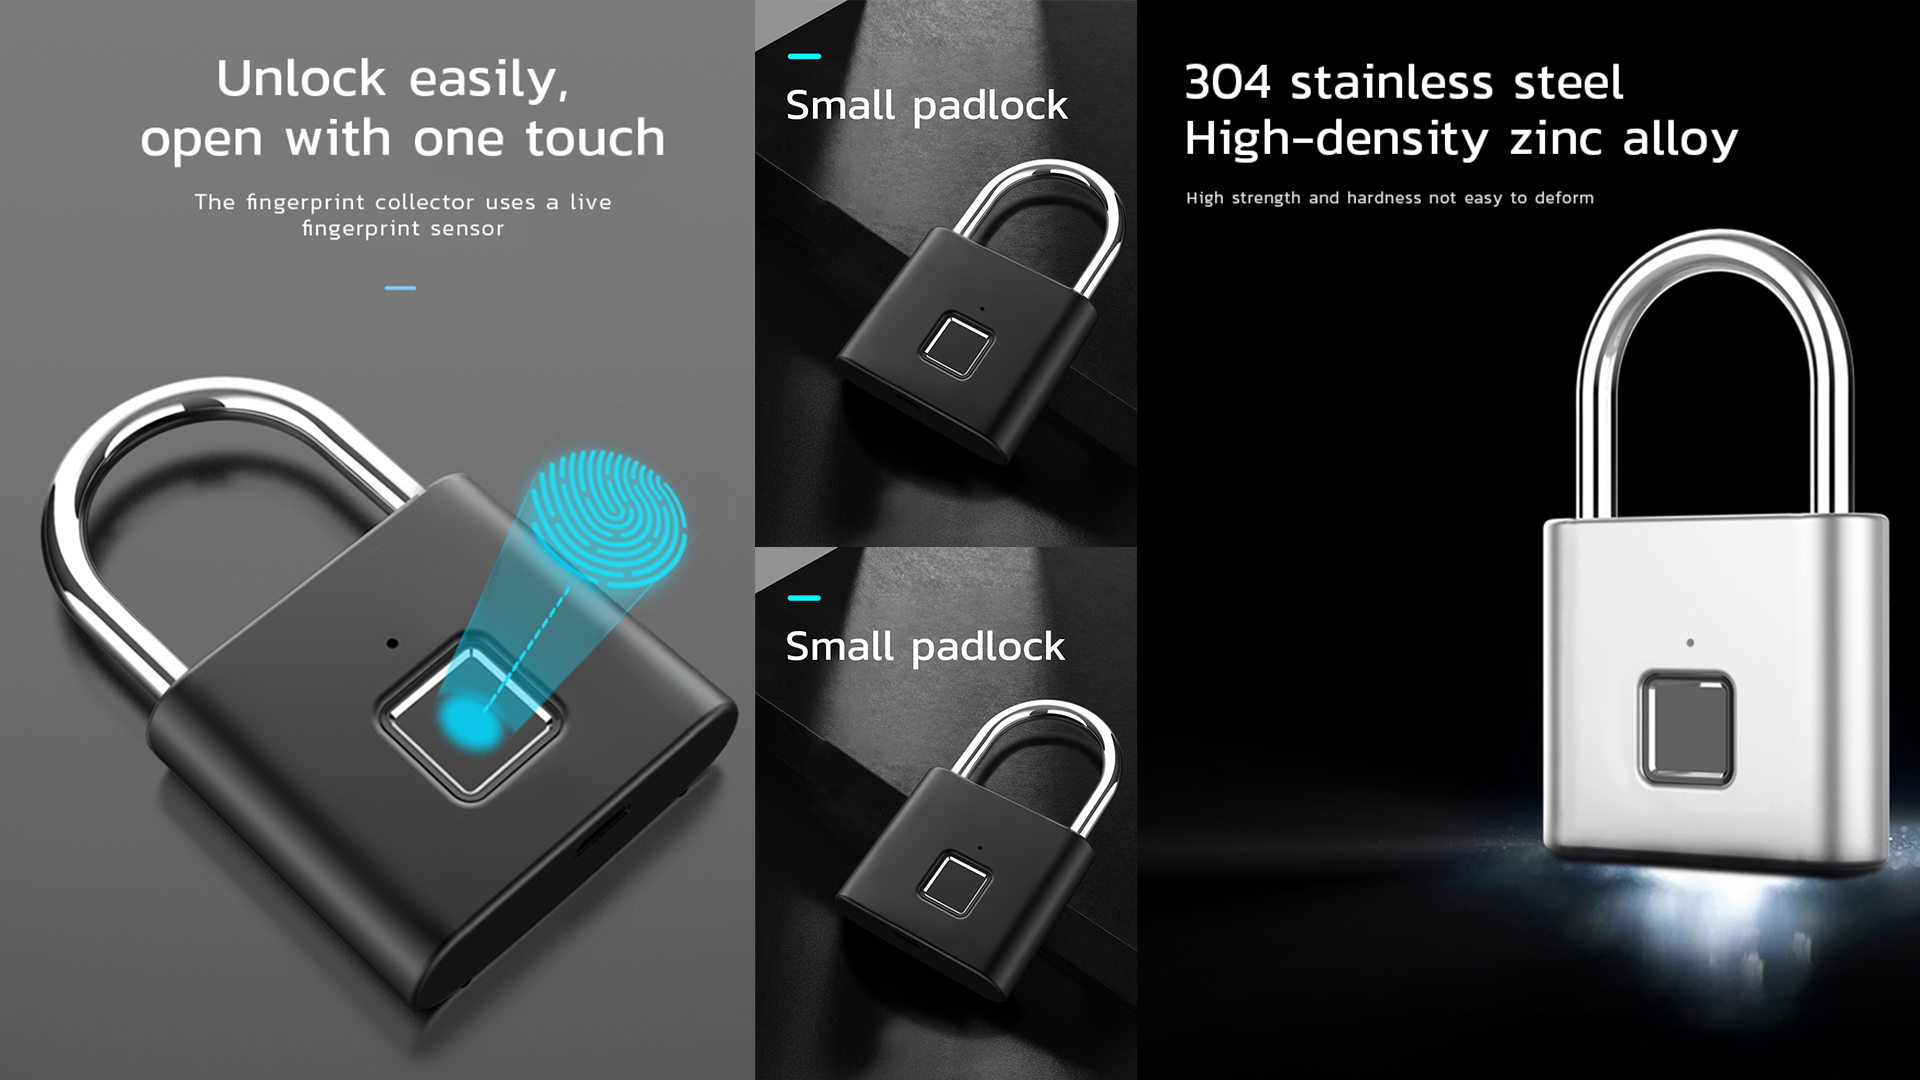 Unlock easily,
open with one touch
The fingerprint collector uses a live
fingerprint sensor
Small padlock
Small padlock
304 stainless steel
High-density zinc alloy
High strength and hardness not easy to deform